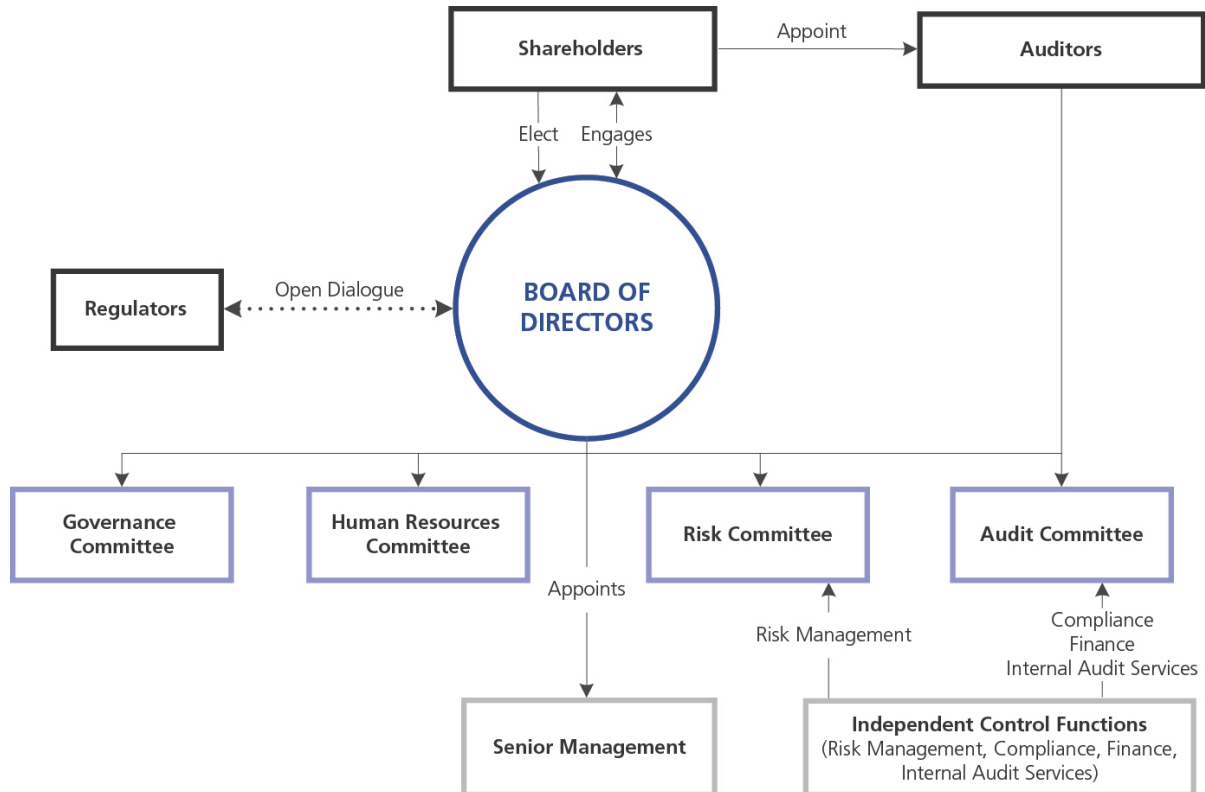 Shareholders
Appoint
Auditors
Elect
Engages
Regulators
Open Dialogue
BOARD OF
DIRECTORS
Governance
Committee
Human Resources
Committee
Risk Committee
Audit Committee
Appoints
Risk Management
Compliance
Finance
Internal Audit Services
Senior Management
Independent Control Functions
(Risk Management, Compliance, Finance,
Internal Audit Services)